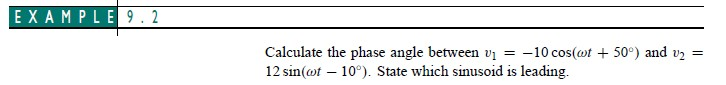 EXAMPLE 9.2
Calculate the phase angle between v₁ = −10 cos(ωt + 50°) and v₂ =
12 sin(ωt − 10°). State which sinusoid is leading.